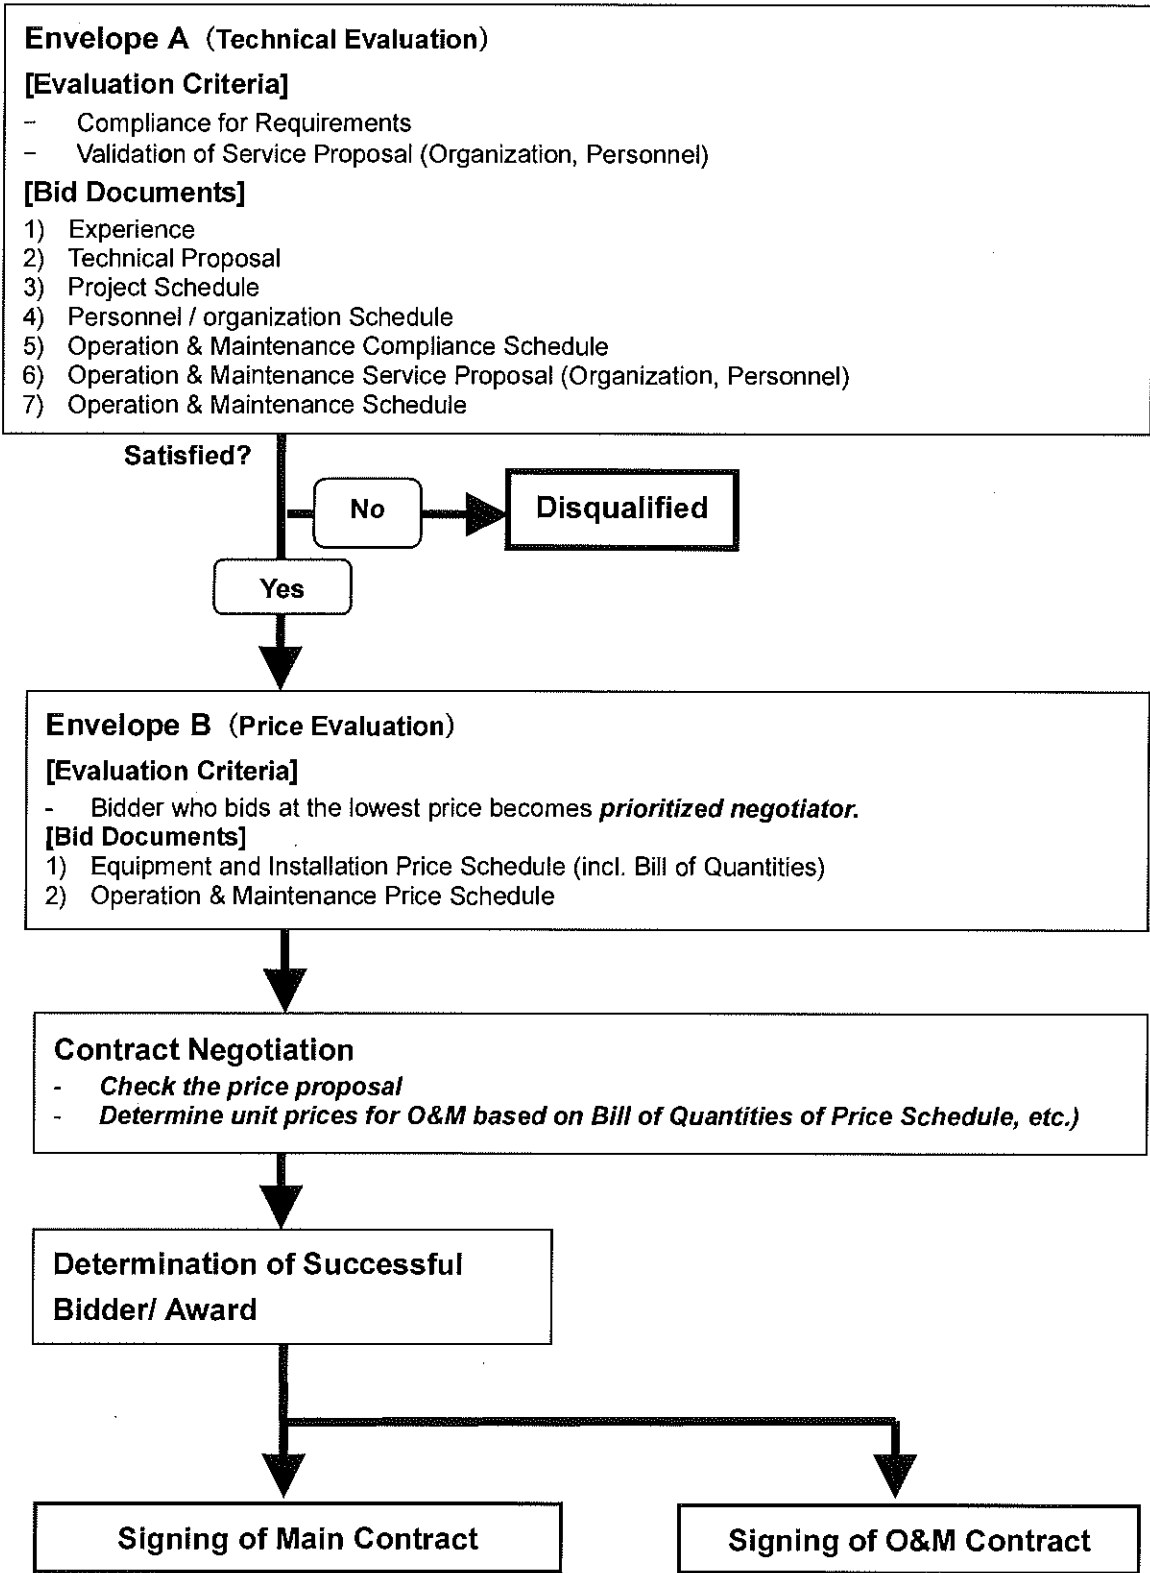 Envelope A（Technical Evaluation）
[Evaluation Criteria]
- Compliance for Requirements
- Validation of Service Proposal (Organization, Personnel)
[Bid Documents]
1) Experience
2) Technical Proposal
3) Project Schedule
4) Personnel / organization Schedule
5) Operation & Maintenance Compliance Schedule
6) Operation & Maintenance Service Proposal (Organization, Personnel)
7) Operation & Maintenance Schedule
Satisfied?
No
Disqualified
Yes
Envelope B（Price Evaluation）
[Evaluation Criteria]
- Bidder who bids at the lowest price becomes prioritized negotiator.
[Bid Documents]
1) Equipment and Installation Price Schedule (incl. Bill of Quantities)
2) Operation & Maintenance Price Schedule
Contract Negotiation
- Check the price proposal
- Determine unit prices for O&M based on Bill of Quantities of Price Schedule, etc.)
Determination of Successful
Bidder/ Award
Signing of Main Contract
Signing of O&M Contract